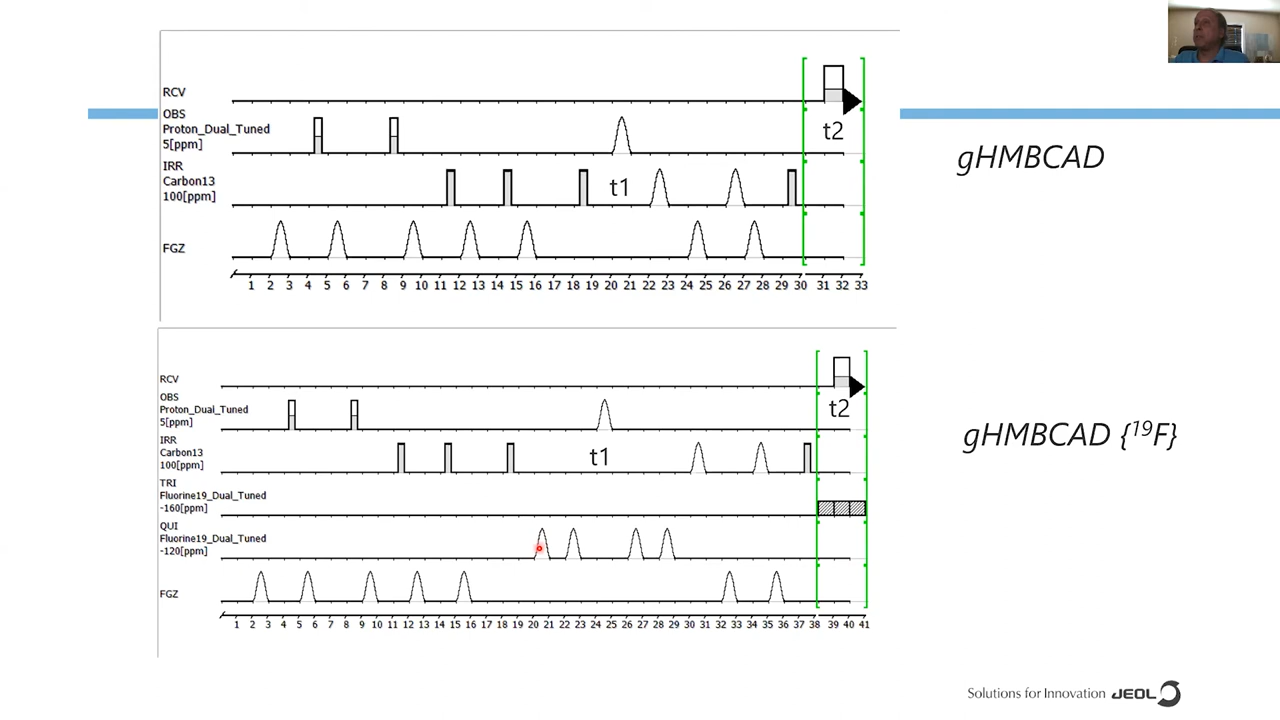 RCV
OBS
Proton_Dual_Tuned
5[ppm]
t2
IRR
Carbon13
100[ppm]
t1
FGZ
1 2 3 4 5 6 7 8 9 10 11 12 13 14 15 16 17 18 19 20 21 22 23 24 25 26 27 28 29 30 31 32 33
gHMBCAD
RCV
OBS
Proton_Dual_Tuned
5[ppm]
t2
IRR
Carbon13
100[ppm]
t1
TRI
Fluorine19_Dual_Tuned
-160[ppm]
QUI
Fluorine19_Dual_Tuned
-120[ppm]
FGZ
1 2 3 4 5 6 7 8 9 10 11 12 13 14 15 16 17 18 19 20 21 22 23 24 25 26 27 28 29 30 31 32 33 34 35 36 37 38 39 40 41
gHMBCAD {¹⁹F}
Solutions for Innovation JEOL